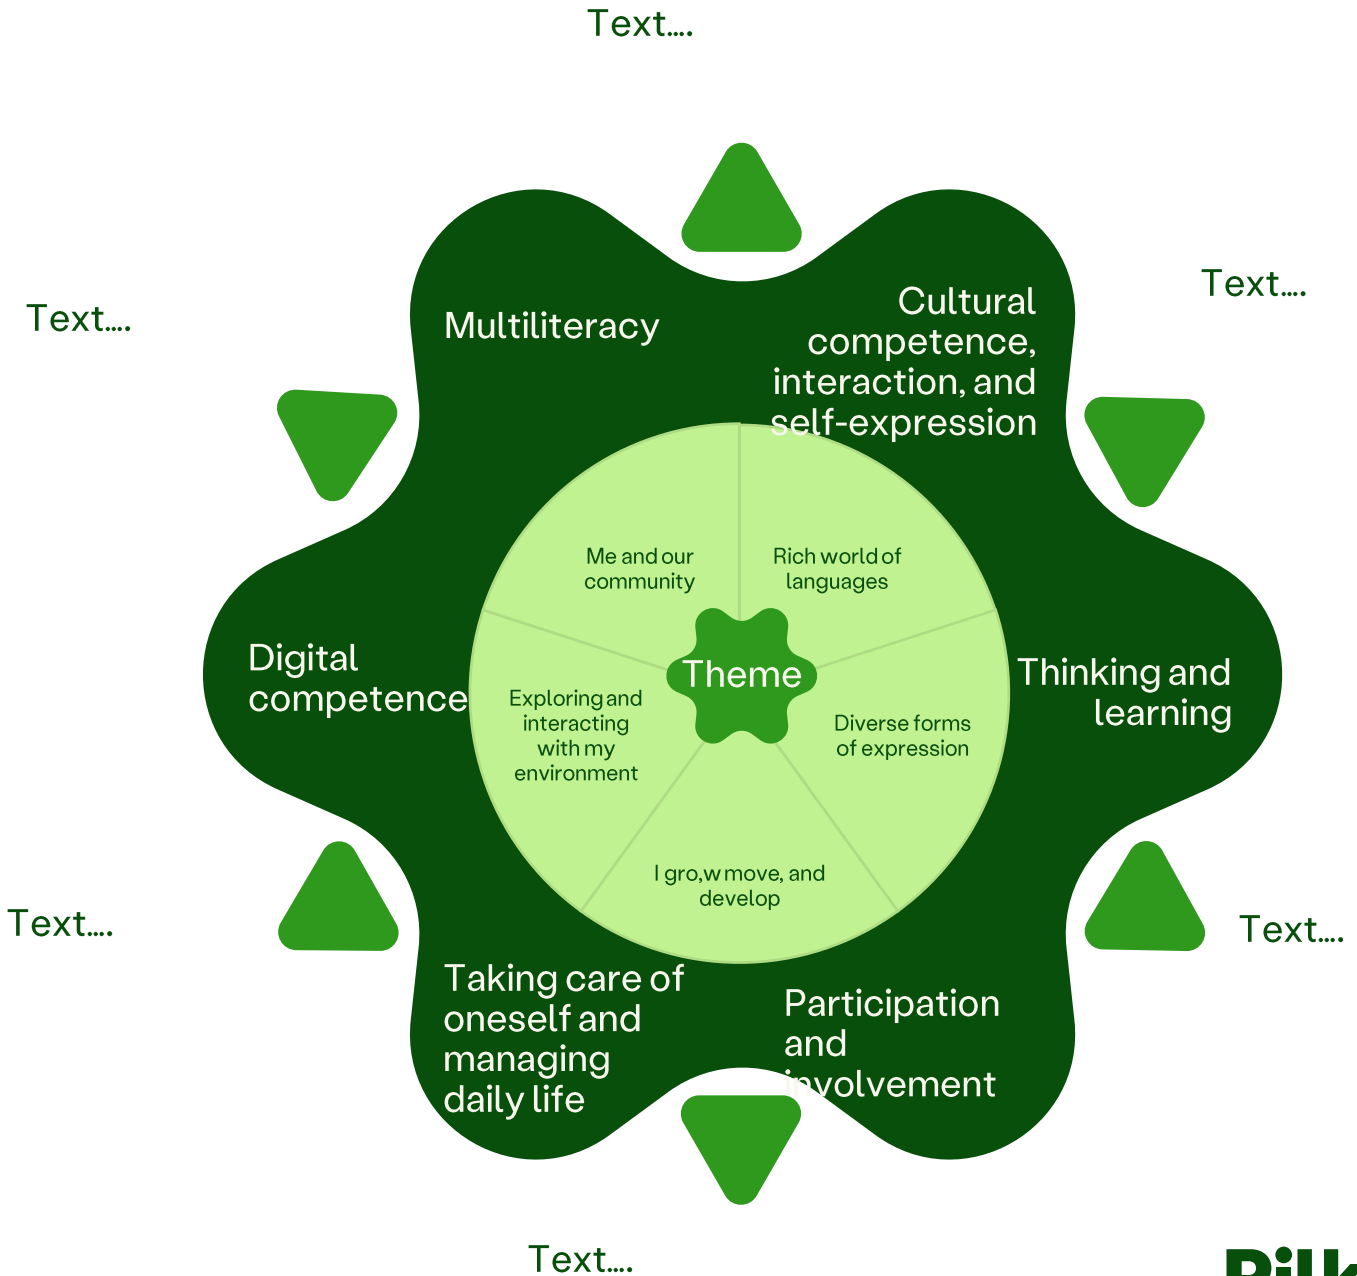 Text....
Text....
Text....
Multiliteracy
Cultural
competence,
interaction, and
self-expression
Me and our
community
Rich world of
languages
Digital
competence
Theme
Thinking and
learning
Exploring and
interacting
with my
environment
Diverse forms
of expression
I gro,w move, and
develop
Text....
Text....
Taking care of
oneself and
managing
daily life
Participation
and
involvement
Text....